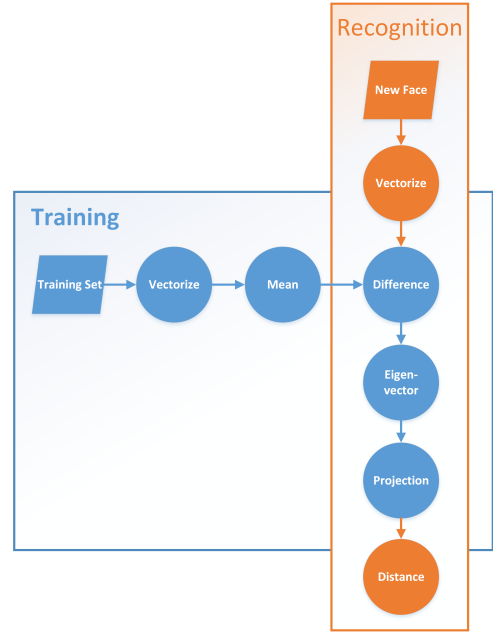 Recognition
New Face
Vectorize
Training
Training Set
Vectorize
Mean
Difference
Eigen-
vector
Projection
Distance